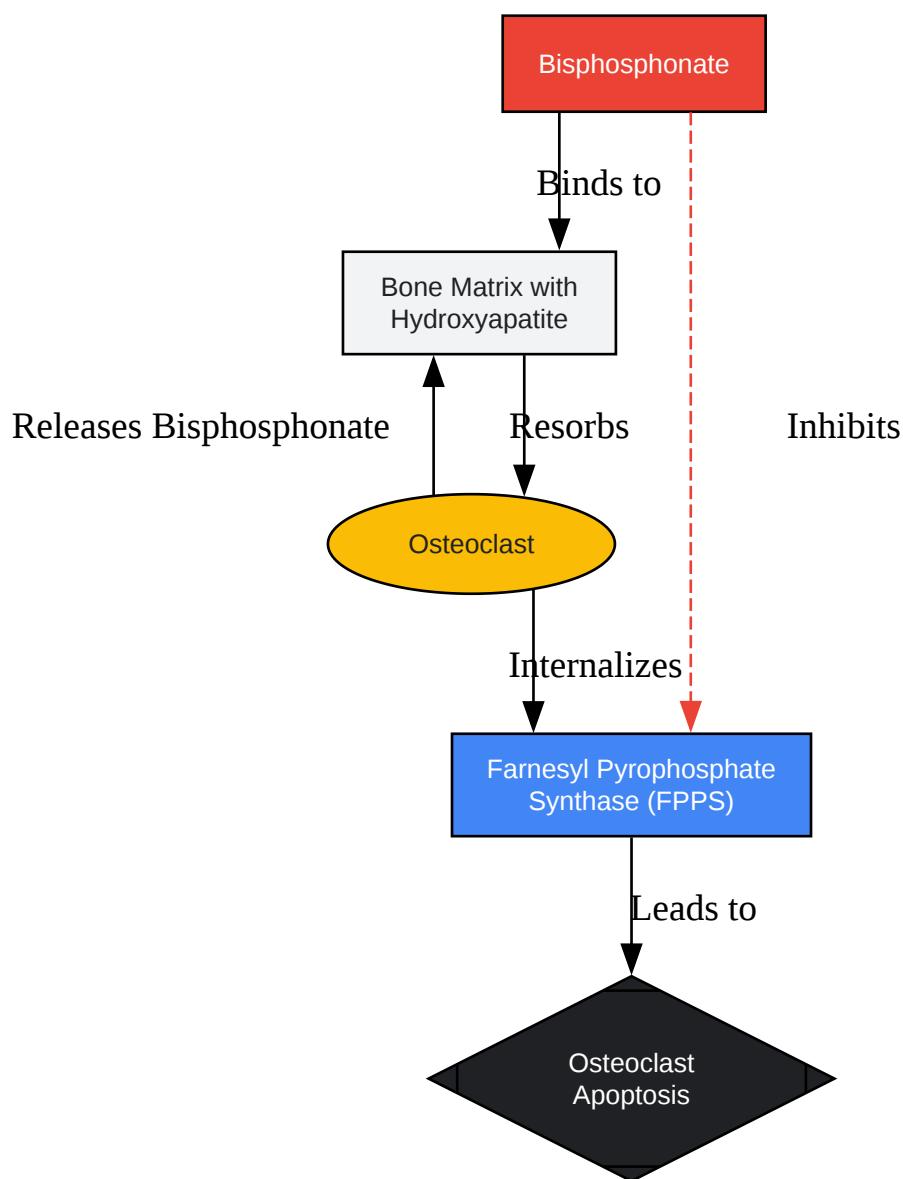 Bisphosphonate
Binds to
Bone Matrix with
Hydroxyapatite
Releases Bisphosphonate
Resorbs
Inhibits
Osteoclast
Internalizes
Farnesyl Pyrophosphate
Synthase (FPPS)
Leads to
Osteoclast
Apoptosis